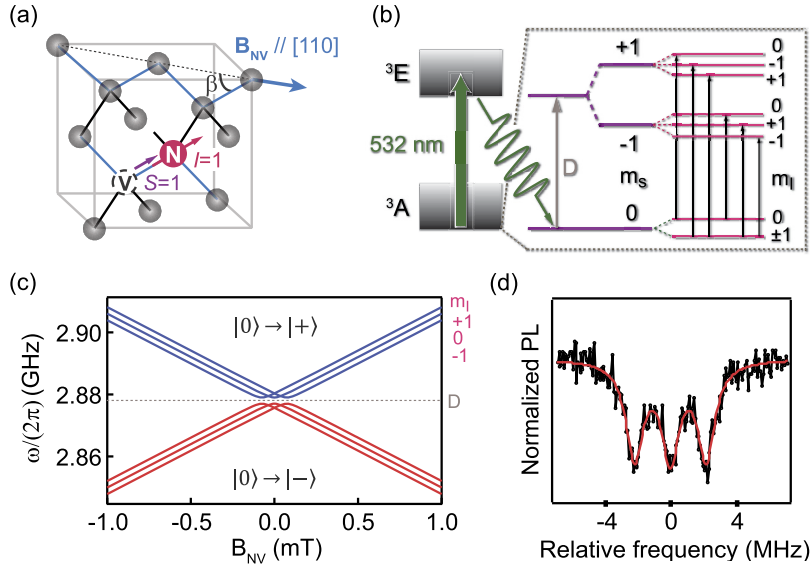 (a)
B_NV // [110]
β
N
I=1
V
S=1
(b)
³E
532 nm
³A
D
+1
-1
m_s
0
0
-1
+1
0
+1
-1
m_I
0
±1
(c)
ω/(2π) (GHz)
2.90
2.88
2.86
|0⟩→|+⟩
|0⟩→|−⟩
m_I
+1
0
-1
D
-1.0 -0.5 0.0 0.5 1.0
B_NV (mT)
(d)
Normalized PL
-4 0 4
Relative frequency (MHz)